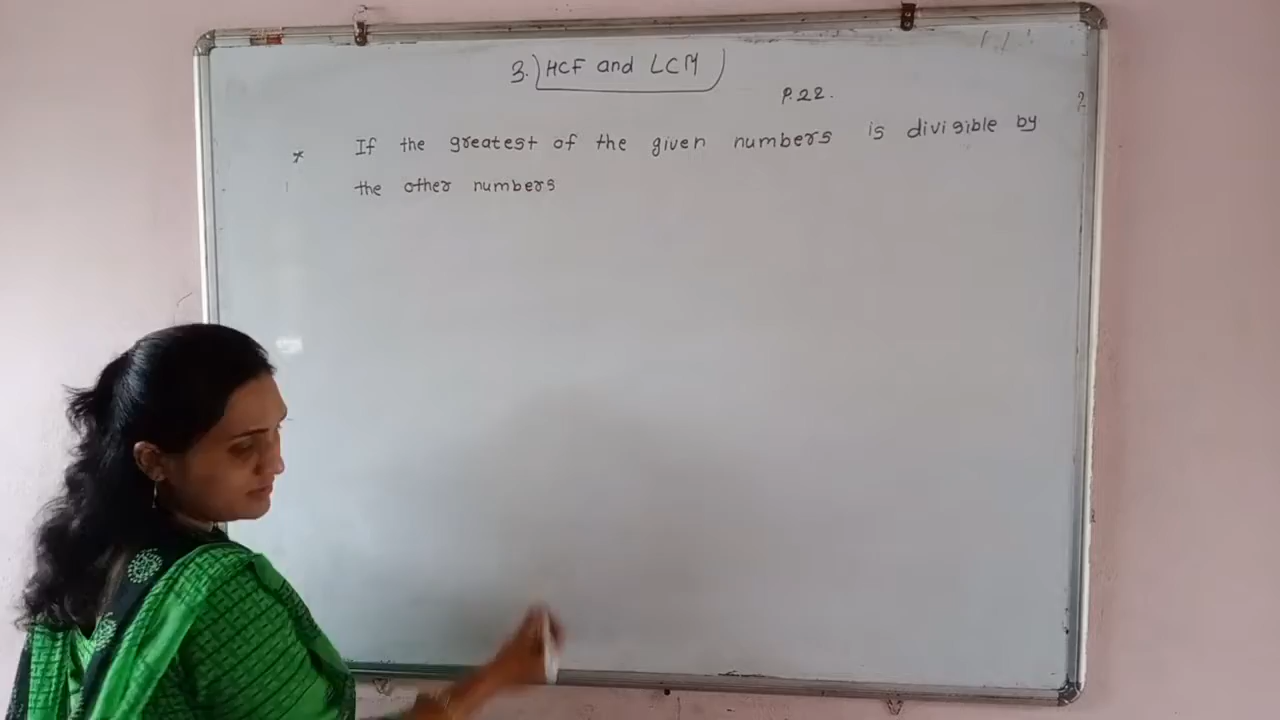 3.) HCF and LCM
P. 22.
* If the greatest of the given numbers is divisible by
the other numbers